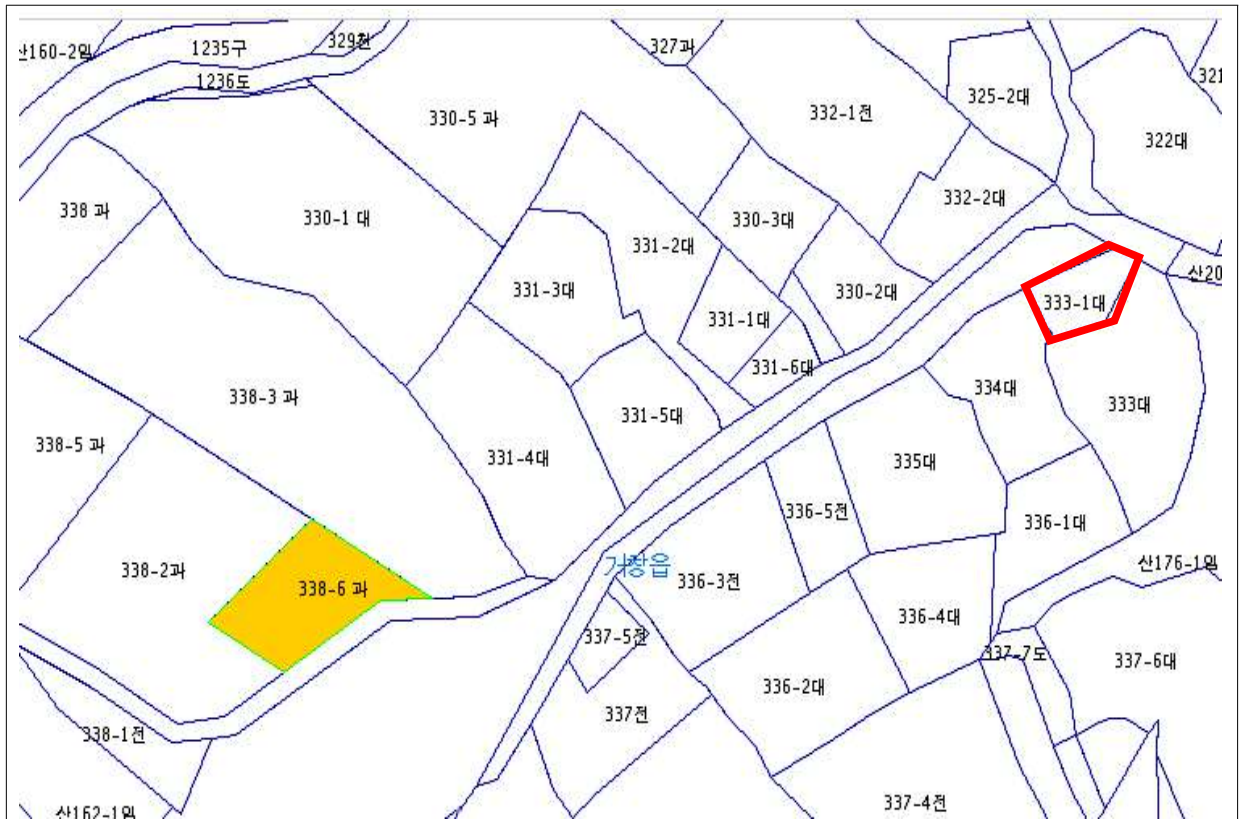 산160-2임
1235구
329천
327과
321
1236도
330-5 과
332-1전
325-2대
322대
338 과
330-1 대
331-2대
330-3대
332-2대
331-3대
330-2대
산20
333-1대
331-1대
331-6대
338-3 과
334대
333대
338-5 과
331-4대
331-5대
335대
336-5전
336-1대
338-2과
338-6 과
거창읍
336-3전
산176-1임
336-4대
337-5전
337-7도
337-6대
336-2대
337전
338-1전
337-4전
산162-1임